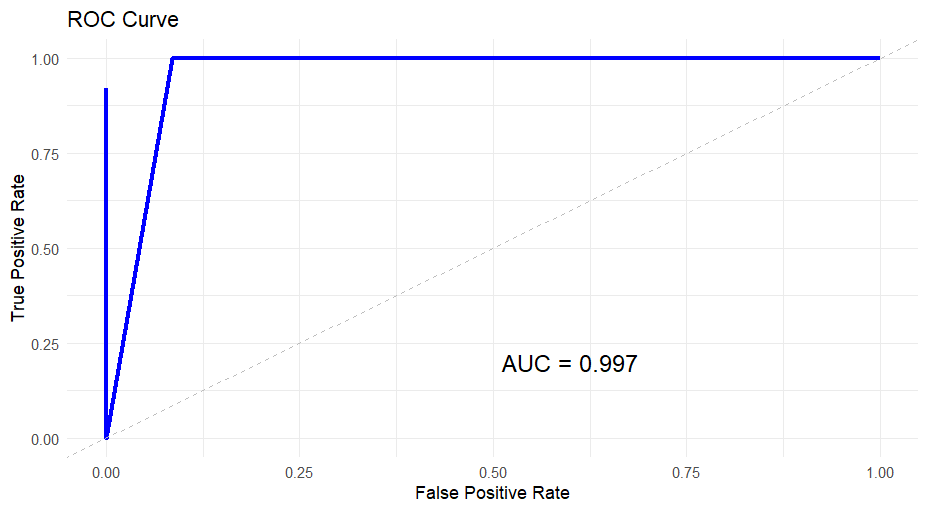 ROC Curve
1.00
0.75
0.50
0.25
0.00
True Positive Rate
AUC = 0.997
0.00 0.25 0.50 0.75 1.00
False Positive Rate